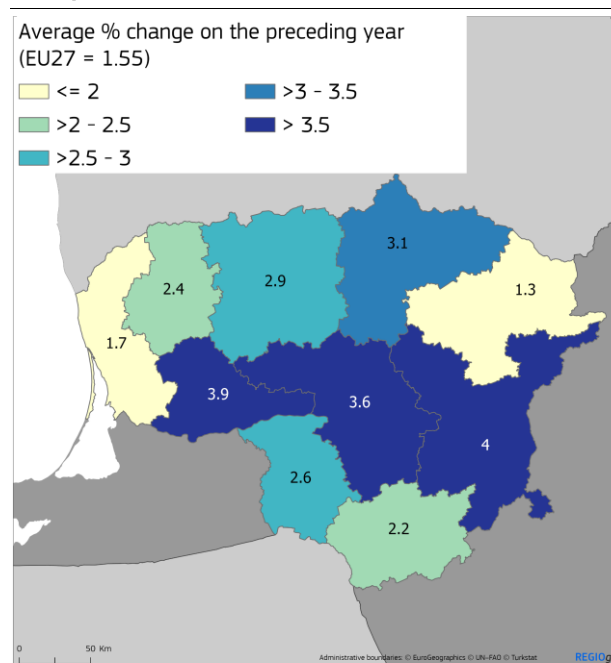 Average % change on the preceding year
(EU27 = 1.55)
<= 2
>3 - 3.5
>2 - 2.5
> 3.5
>2.5 - 3
3.1
2.9
2.4
1.3
1.7
3.9
3.6
4
2.6
2.2
0 50 Km
Administrative boundaries: © EuroGeographics © UN-FAO © Turkstat
REGIOg